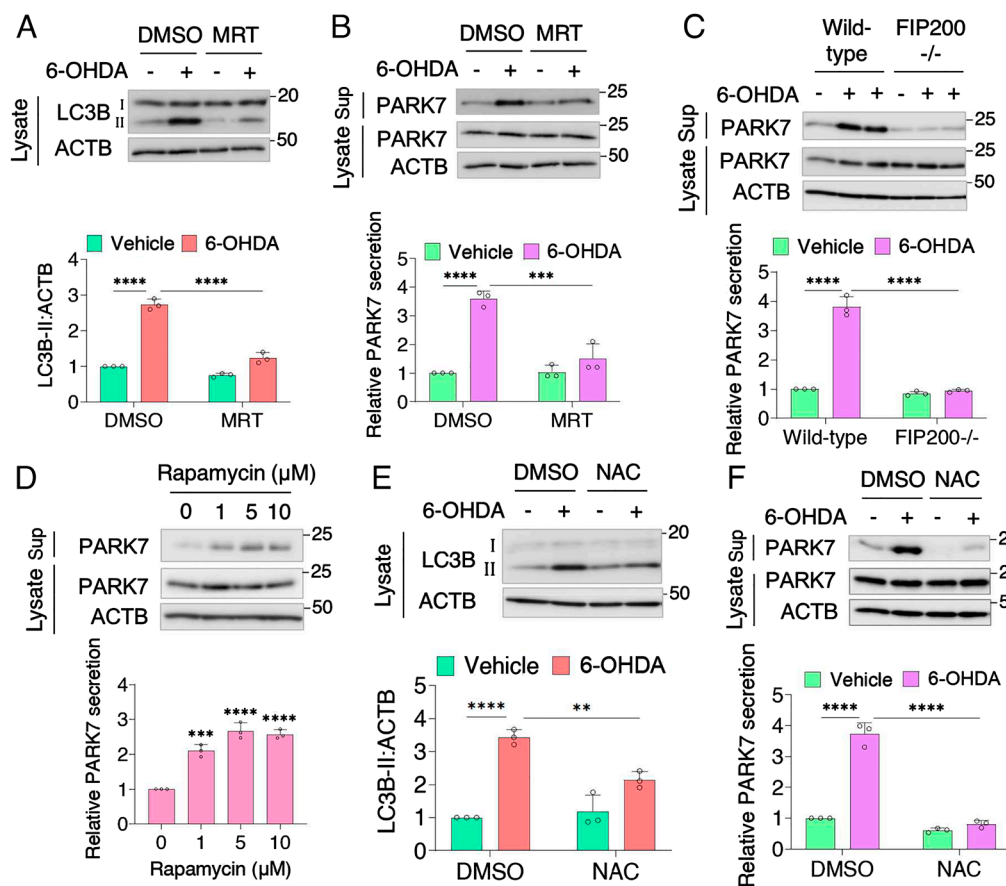 A
DMSO MRT
6-OHDA - + - +
Lysate
LC3B I II
ACTB
20
50
Vehicle 6-OHDA
LC3B-II:ACTB
4
3
2
1
0
**** ****
DMSO MRT
B
DMSO MRT
6-OHDA - + - +
Lysate Sup
PARK7
PARK7
ACTB
25
25
50
Vehicle 6-OHDA
Relative PARK7 secretion
5
4
3
2
1
0
**** ***
DMSO MRT
C
Wild- FIP200
type -/-
6-OHDA - + + - + +
Lysate Sup
PARK7
PARK7
ACTB
25
25
50
Vehicle 6-OHDA
Relative PARK7 secretion
5
4
3
2
1
0
**** ****
Wild-type FIP200-/-
D
Rapamycin (µM)
0 1 5 10
Lysate Sup
PARK7
PARK7
ACTB
25
25
50
Relative PARK7 secretion
4
3
2
1
0
*** **** ****
0 1 5 10
Rapamycin (µM)
E
DMSO NAC
6-OHDA - + - +
Lysate
LC3B I II
ACTB
20
50
Vehicle 6-OHDA
LC3B-II:ACTB
5
4
3
2
1
0
**** **
DMSO NAC
F
DMSO NAC
6-OHDA - + - +
Lysate Sup
PARK7
PARK7
ACTB
2
2
5
Vehicle 6-OHDA
Relative PARK7 secretion
5
4
3
2
1
0
**** ****
DMSO NAC